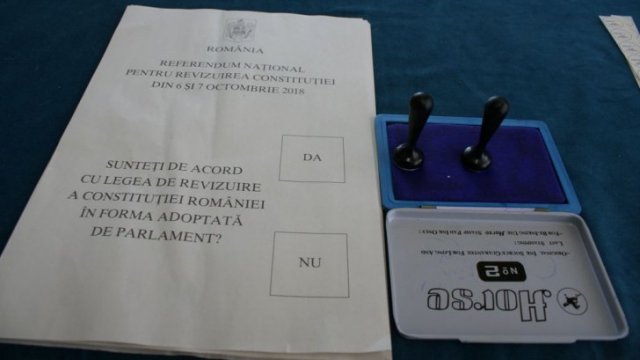 ROMÂNIA
REFERENDUM NAȚIONAL
PENTRU REVIZUIREA CONSTITUȚIEI
DIN 6 ȘI 7 OCTOMBRIE 2018
SUNTEȚI DE ACORD
CU LEGEA DE REVIZUIRE
A CONSTITUȚIEI ROMÂNIEI
ÎN FORMA ADOPTATĂ
DE PARLAMENT?
DA
NU
Horse
Nº 2